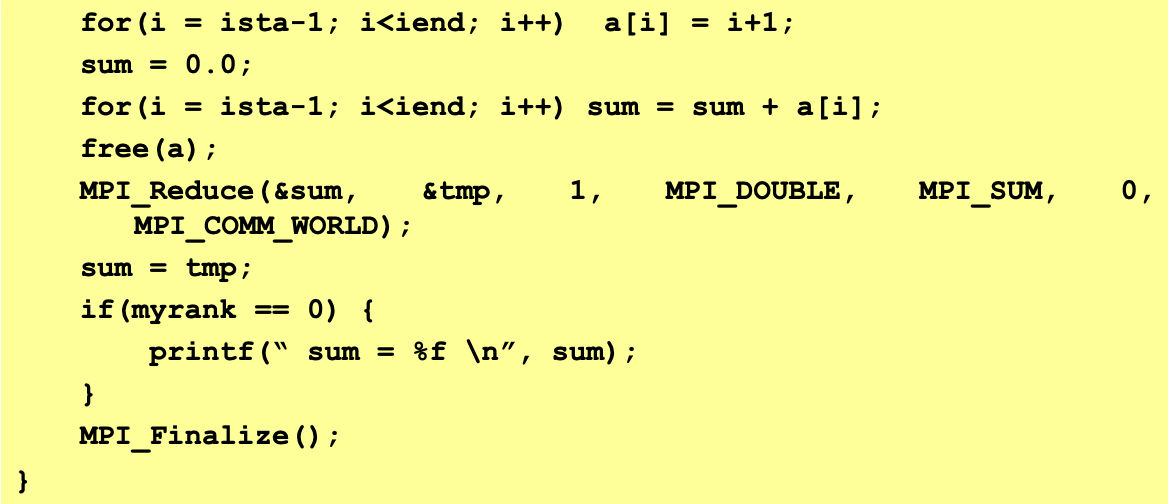 for(i = ista-1; i<iend; i++)  a[i] = i+1;
sum = 0.0;
for(i = ista-1; i<iend; i++) sum = sum + a[i];
free(a);
MPI_Reduce(&sum, &tmp, 1, MPI_DOUBLE, MPI_SUM, 0,
MPI_COMM_WORLD);
sum = tmp;
if(myrank == 0) {
printf(“ sum = %f \n”, sum);
}
MPI_Finalize();
}